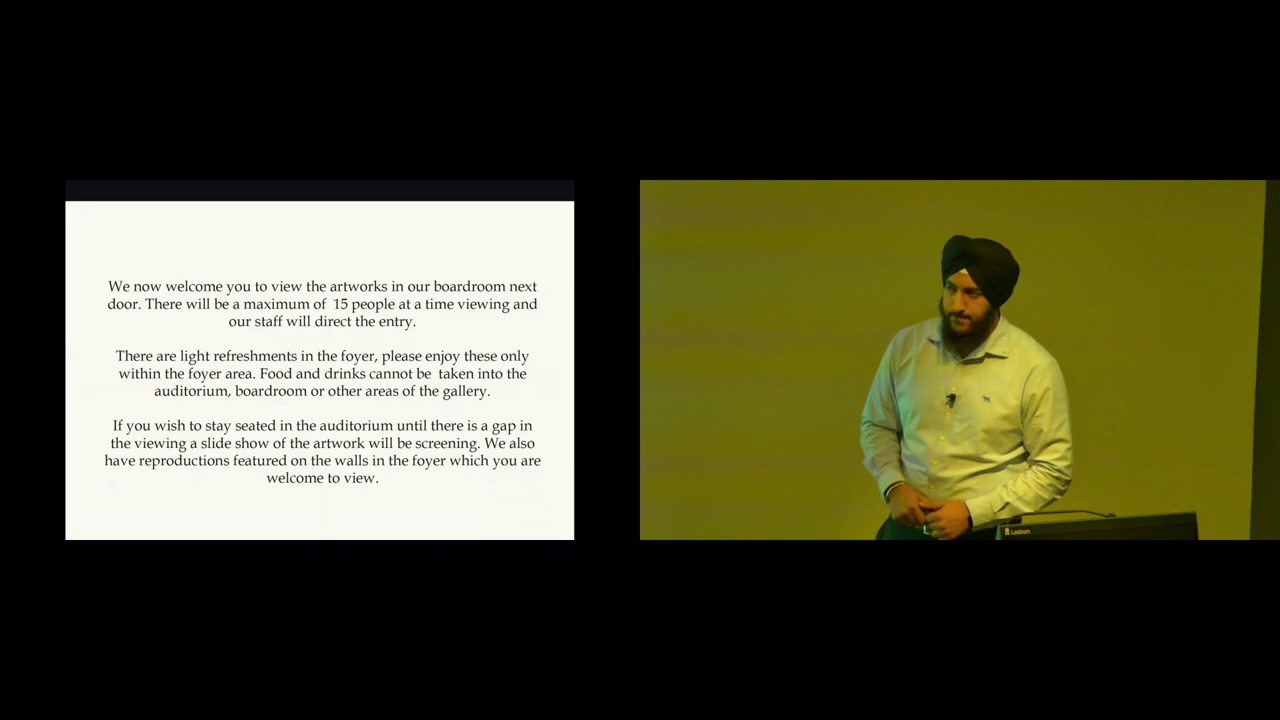 We now welcome you to view the artworks in our boardroom next
door. There will be a maximum of  15 people at a time viewing and
our staff will direct the entry.
There are light refreshments in the foyer, please enjoy these only
within the foyer area. Food and drinks cannot be  taken into the
auditorium, boardroom or other areas of the gallery.
If you wish to stay seated in the auditorium until there is a gap in
the viewing a slide show of the artwork will be screening. We also
have reproductions featured on the walls in the foyer which you are
welcome to view.
Lectrum